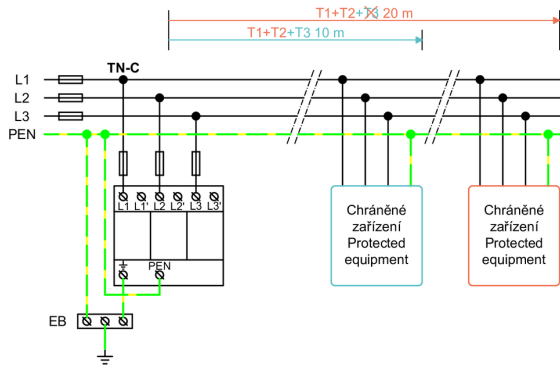 T1+T2+T3 20 m
T1+T2+T3 10 m
TN-C
L1
L2
L3
PEN
L1 L1' L2 L2' L3 L3'
PEN
EB
Chráněné
zařízení
Protected
equipment
Chráněné
zařízení
Protected
equipment